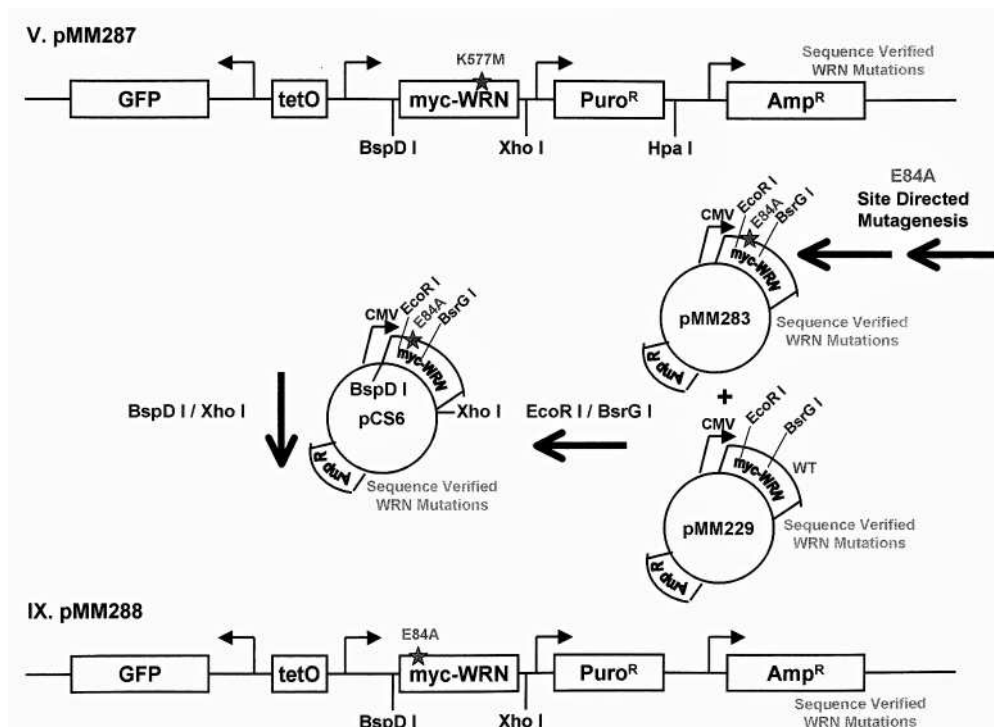 V. pMM287
K577M
Sequence Verified
WRN Mutations
GFP
tetO
myc-WRN
Puro^R
Amp^R
BspD I
Xho I
Hpa I
E84A
Site Directed
Mutagenesis
CMV
EcoR I
E84A
BsrG I
myc-WRN
pMM283
Sequence Verified
WRN Mutations
Amp R
+
CMV
EcoR I
E84A
BsrG I
myc-WRN
BspD I
pCS6
Xho I
Amp R
Sequence Verified
WRN Mutations
BspD I / Xho I
EcoR I / BsrG I
CMV
EcoR I
BsrG I
myc-WRN
WT
pMM229
Sequence Verified
WRN Mutations
Amp R
IX. pMM288
E84A
GFP
tetO
myc-WRN
Puro^R
Amp^R
BspD I
Xho I
Sequence Verified
WRN Mutations